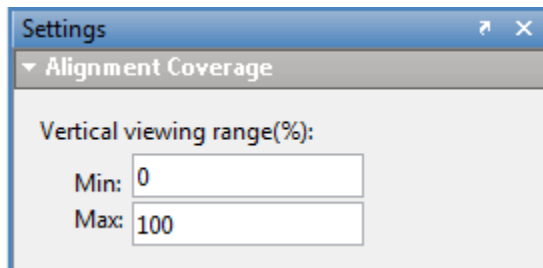 Settings
Alignment Coverage
Vertical viewing range(%):
Min: 0
Max: 100